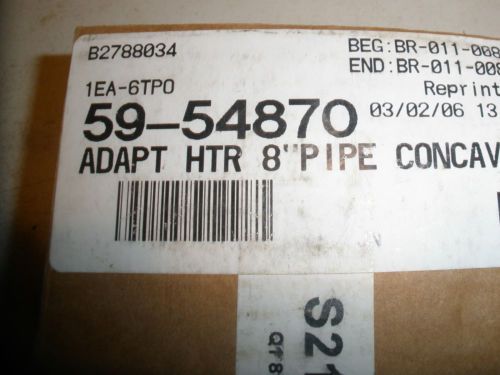 B2788034
BEG:BR-011-008
END:BR-011-008
1EA-6TPO
Reprint
59-54870
03/02/06 13
ADAPT HTR 8"PIPE CONCAV
S21